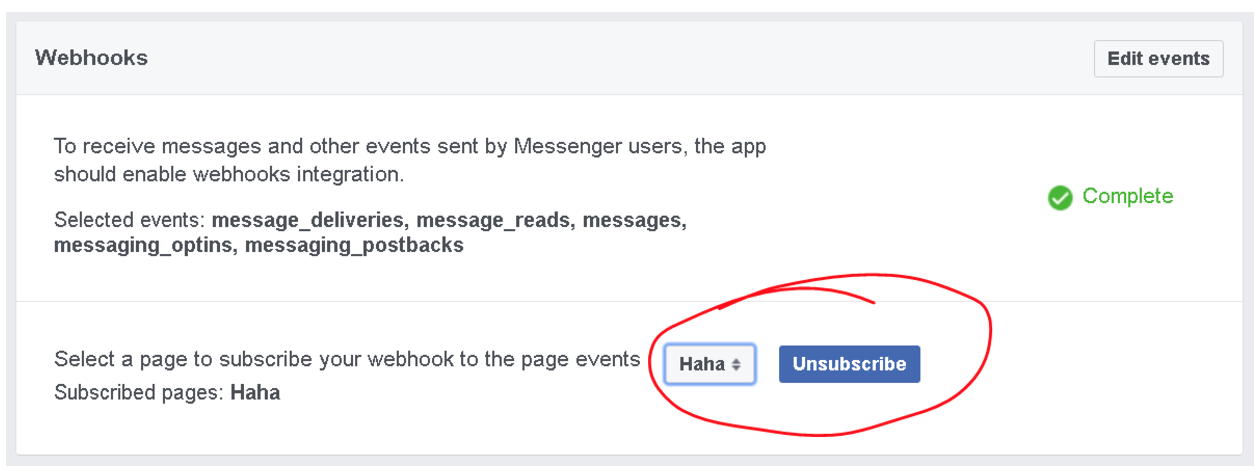 Webhooks
Edit events
To receive messages and other events sent by Messenger users, the app
should enable webhooks integration.
Complete
Selected events: message_deliveries, message_reads, messages,
messaging_optins, messaging_postbacks
Select a page to subscribe your webhook to the page events
Haha
Unsubscribe
Subscribed pages: Haha